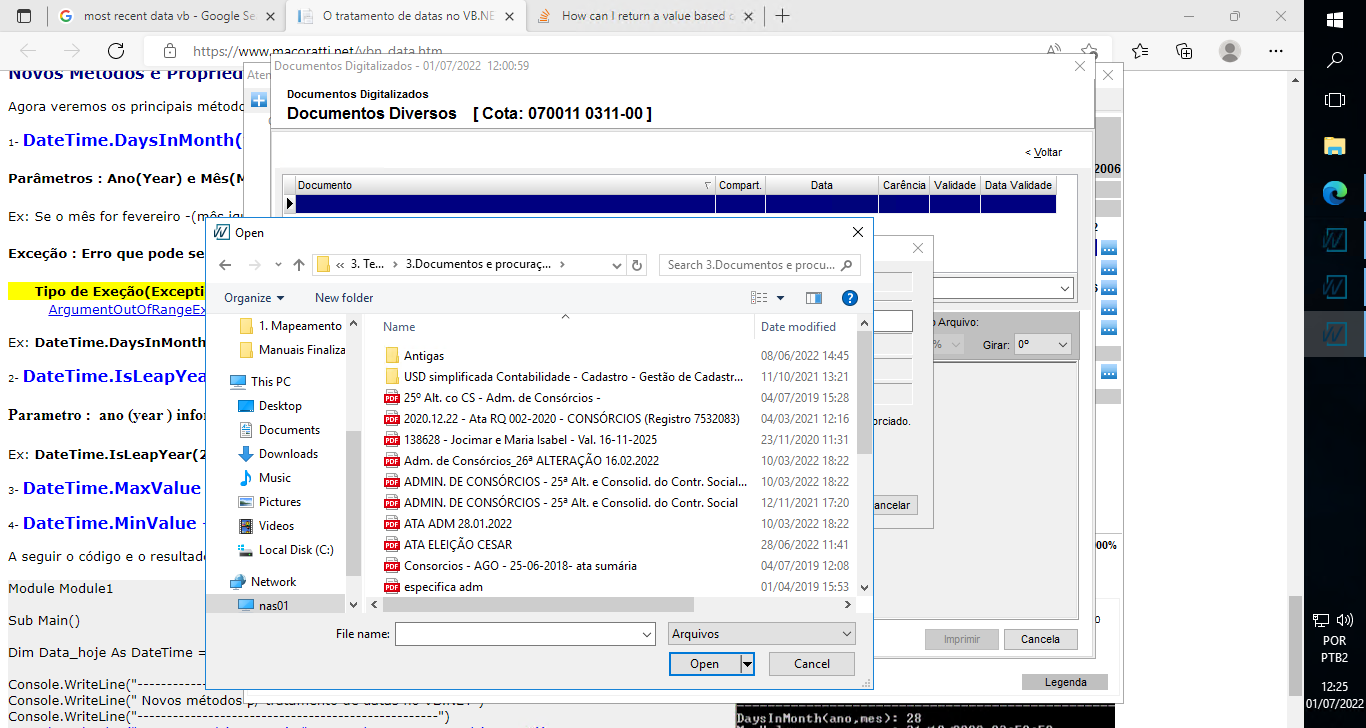 most recent data vb - Google Se
O tratamento de datas no VB.NE
How can I return a value based o
https://www.macoratti.net/vbn_data.htm
Novos Métodos e Propried
Agora veremos os principais método
1- DateTime.DaysInMonth(
Parâmetros : Ano(Year) e Mês(M
Ex: Se o mês for fevereiro -(mês igu
Exceção : Erro que pode se
Tipo de Exeção(Excepti
ArgumentOutOfRangeEx
Ex: DateTime.DaysInMonth
2- DateTime.IsLeapYea
Parametro : ano (year ) infor
Ex: DateTime.IsLeapYear(2
3- DateTime.MaxValue
4- DateTime.MinValue -
A seguir o código e o resultado
Module Module1
Sub Main()
Dim Data_hoje As DateTime =
Console.WriteLine("--------------
Console.WriteLine(" Novos métodos p/ tratamento de datas no VB.NET ")
Console.WriteLine("--------------------------------------------------")
Aten
Documentos Digitalizados - 01/07/2022 12:00:59
Documentos Digitalizados
Documentos Diversos [ Cota: 070011 0311-00 ]
< Voltar
Documento Compart. Data Carência Validade Data Validade
2006
2
o Arquivo:
% Girar: 0º
orciado.
ancelar
00%
0
Imprimir Cancela
Legenda
Open
« 3. Te... › 3.Documentos e procuraç... ›
Search 3.Documentos e procu...
Organize New folder
1. Mapeamento
Manuais Finaliza
This PC
Desktop
Documents
Downloads
Music
Pictures
Videos
Local Disk (C:)
Network
nas01
Name Date modified
Antigas 08/06/2022 14:45
USD simplificada Contabilidade - Cadastro - Gestão de Cadastr... 11/10/2021 13:21
25º Alt. co CS - Adm. de Consórcios - 04/07/2019 15:28
2020.12.22 - Ata RQ 002-2020 - CONSÓRCIOS (Registro 7532083) 04/03/2021 12:16
138628 - Jocimar e Maria Isabel - Val. 16-11-2025 23/11/2020 11:31
Adm. de Consórcios_26ª ALTERAÇÃO 16.02.2022 10/03/2022 18:22
ADMIN. DE CONSÓRCIOS - 25ª Alt. e Consolid. do Contr. Social... 10/03/2022 18:22
ADMIN. DE CONSÓRCIOS - 25ª Alt. e Consolid. do Contr. Social 12/11/2021 17:20
ATA ADM 28.01.2022 10/03/2022 18:22
ATA ELEIÇÃO CESAR 28/06/2022 11:41
Consorcios - AGO - 25-06-2018- ata sumária 04/07/2019 12:08
especifica adm 01/04/2019 15:53
File name: Arquivos
Open Cancel
DaysInMonth(ano,mes): 28
POR
PTB2
12:25
01/07/2022